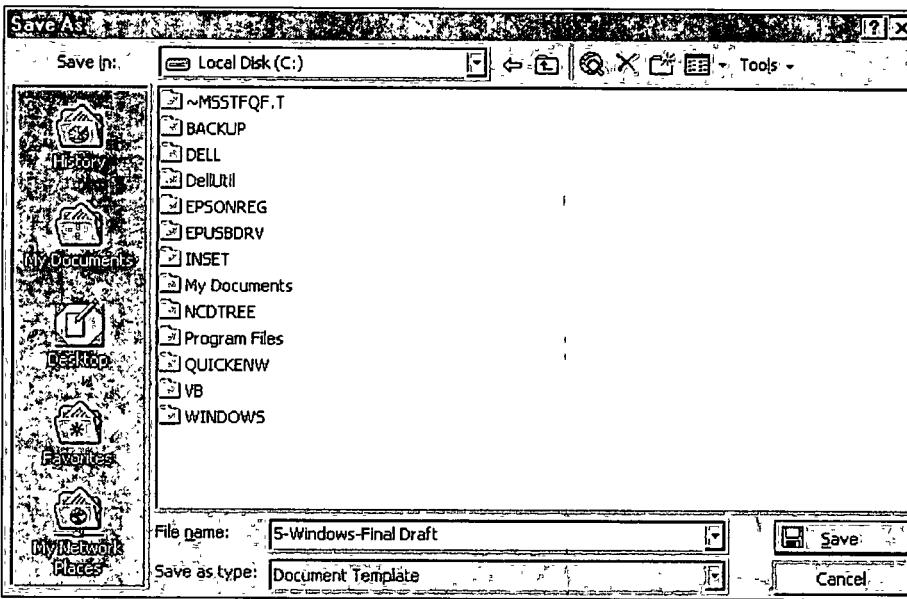 Save As
Save in:
Local Disk (C:)
Tools
~MSSTFQF.T
BACKUP
DELL
DellUtil
EPSONREG
EPUSBDRV
INSET
My Documents
NCDTREE
Program Files
QUICKENW
VB
WINDOWS
History
My Documents
Desktop
Favorites
My Network
Places
File name:
5-Windows-Final Draft
Save
Save as type:
Document Template
Cancel